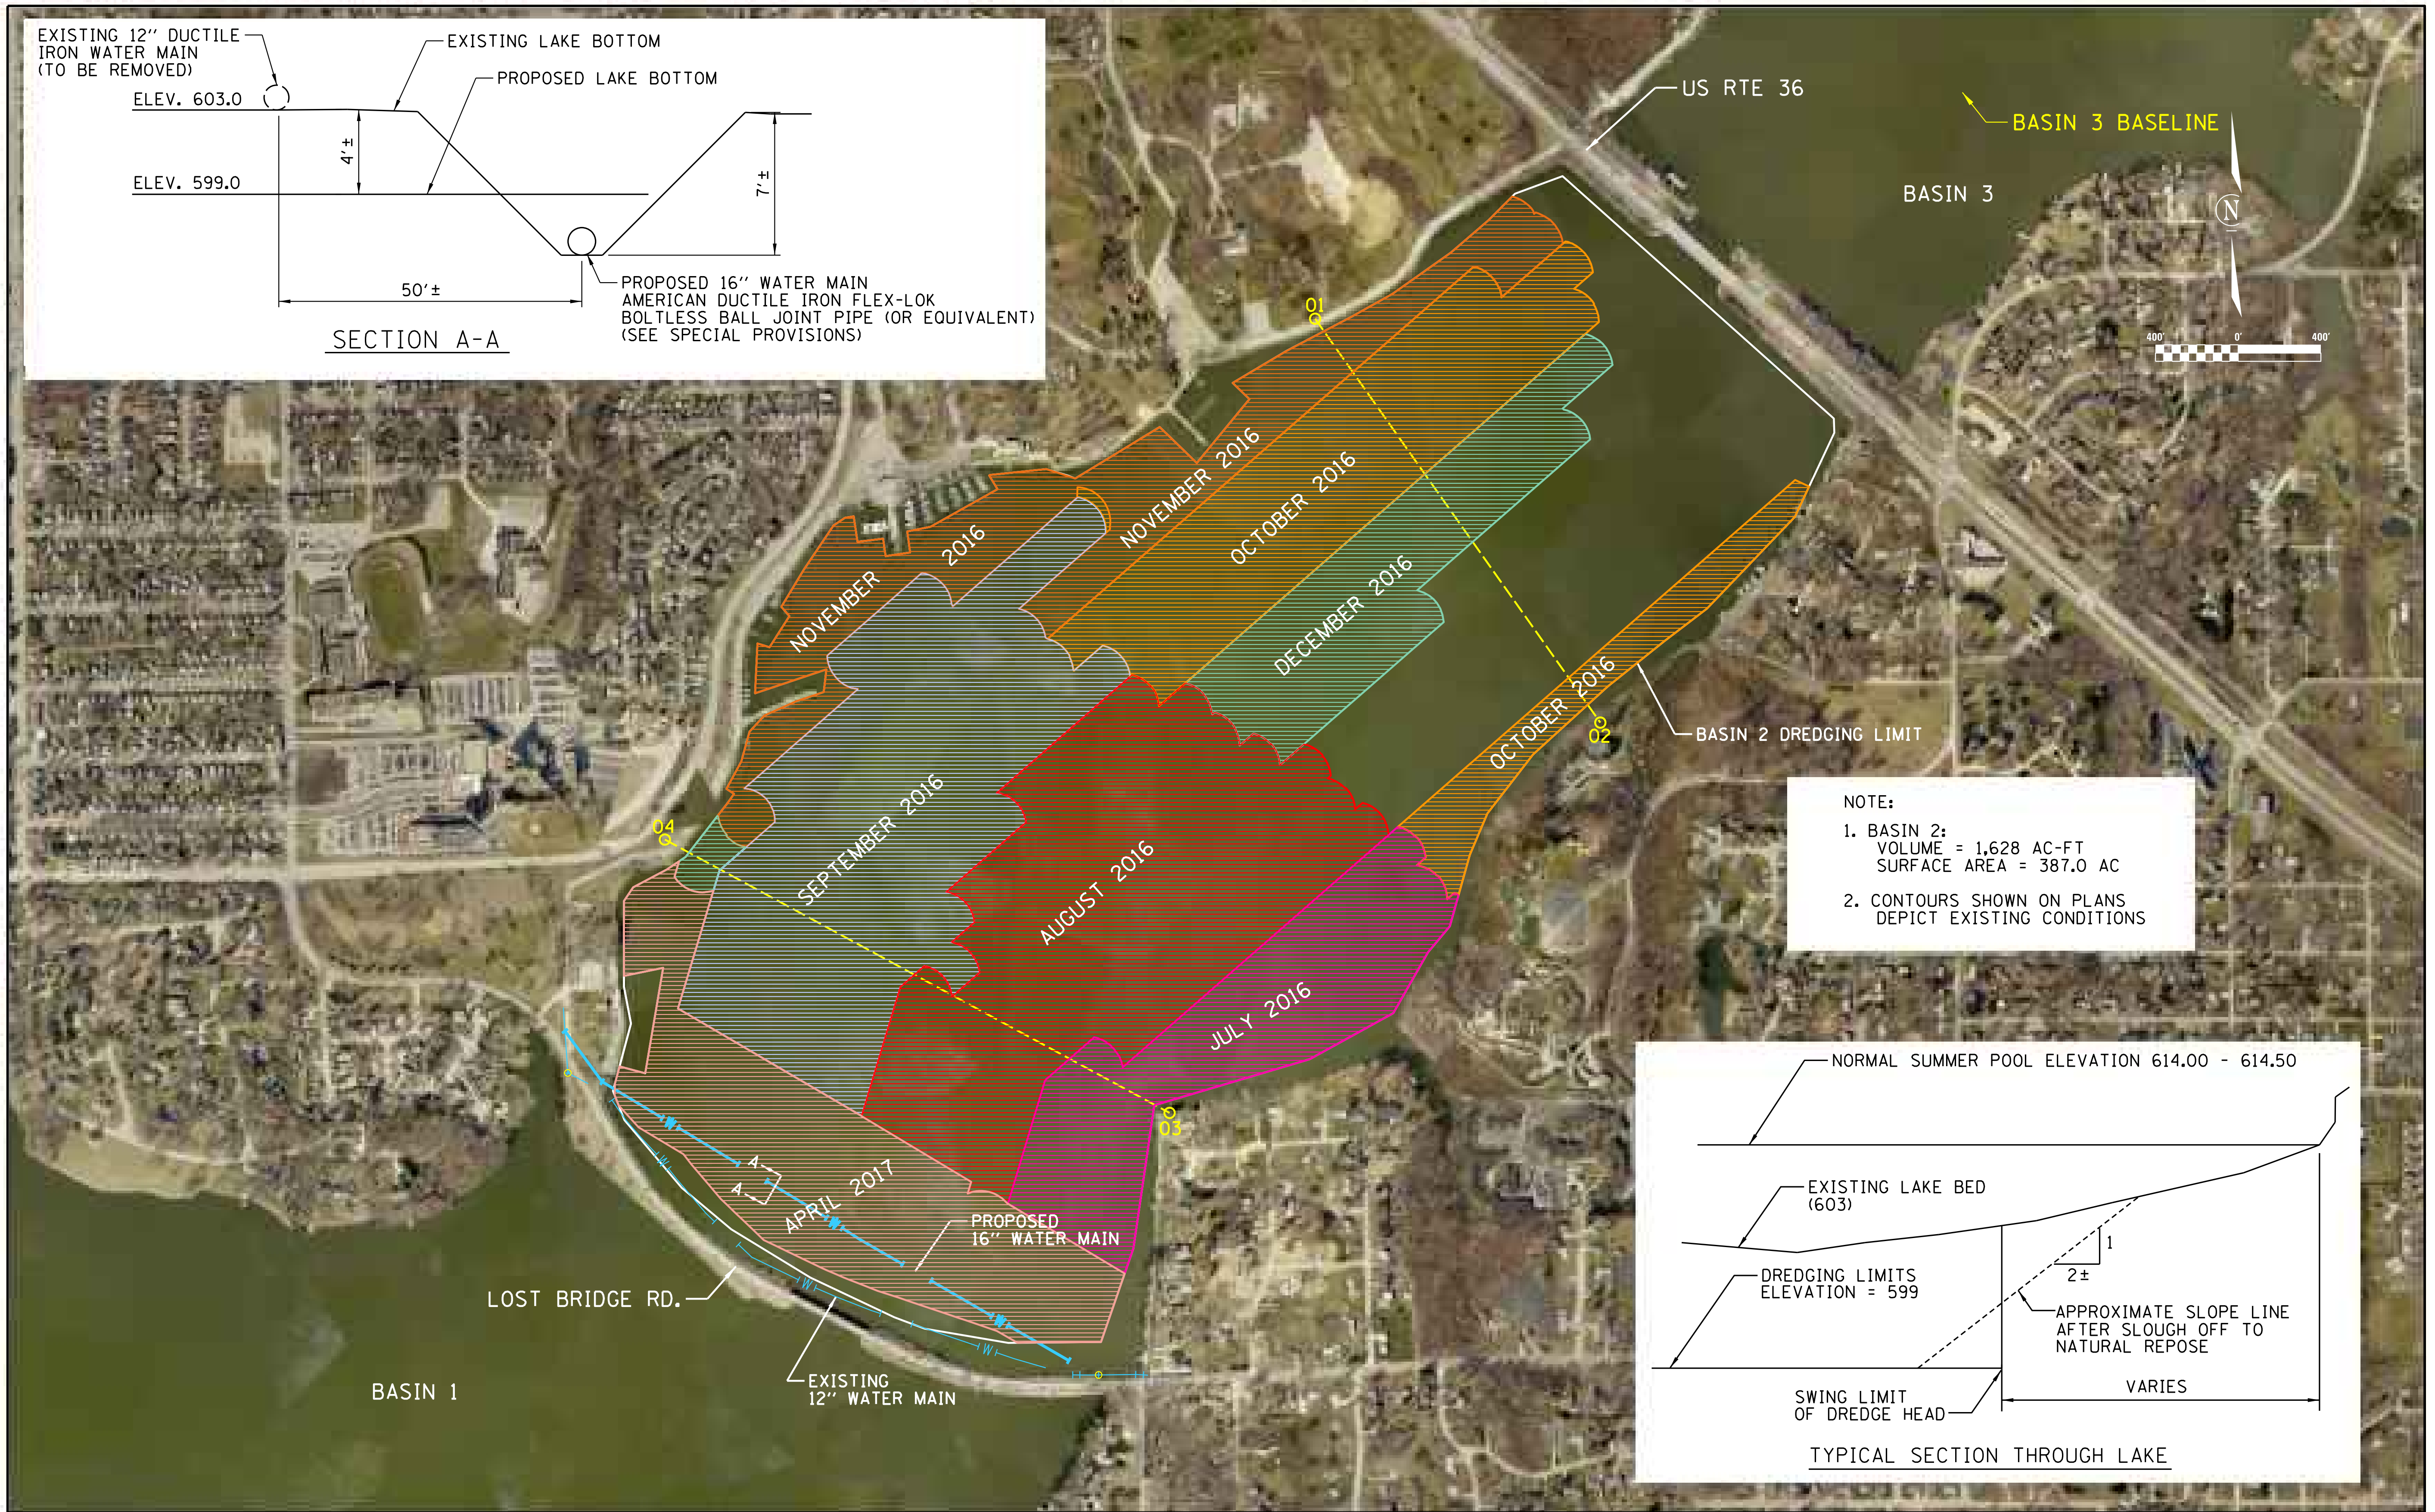 EXISTING 12" DUCTILE
IRON WATER MAIN
(TO BE REMOVED)
EXISTING LAKE BOTTOM
PROPOSED LAKE BOTTOM
ELEV. 603.0
4'±
7'±
ELEV. 599.0
50'±
PROPOSED 16" WATER MAIN
AMERICAN DUCTILE IRON FLEX-LOK
BOLTLESS BALL JOINT PIPE (OR EQUIVALENT)
(SEE SPECIAL PROVISIONS)
SECTION A-A
US RTE 36
BASIN 3 BASELINE
BASIN 3
N
400' 0' 400'
01
NOVEMBER 2016
OCTOBER 2016
NOVEMBER 2016
DECEMBER 2016
OCTOBER 2016
02
BASIN 2 DREDGING LIMIT
04
SEPTEMBER 2016
AUGUST 2016
JULY 2016
03
NOTE:
1. BASIN 2:
VOLUME = 1,628 AC-FT
SURFACE AREA = 387.0 AC
2. CONTOURS SHOWN ON PLANS
DEPICT EXISTING CONDITIONS
W
W
A
A
APRIL 2017
W
PROPOSED
16" WATER MAIN
W
W
W
LOST BRIDGE RD.
EXISTING
12" WATER MAIN
BASIN 1
NORMAL SUMMER POOL ELEVATION 614.00 - 614.50
EXISTING LAKE BED
(603)
1
2±
DREDGING LIMITS
ELEVATION = 599
APPROXIMATE SLOPE LINE
AFTER SLOUGH OFF TO
NATURAL REPOSE
VARIES
SWING LIMIT
OF DREDGE HEAD
TYPICAL SECTION THROUGH LAKE